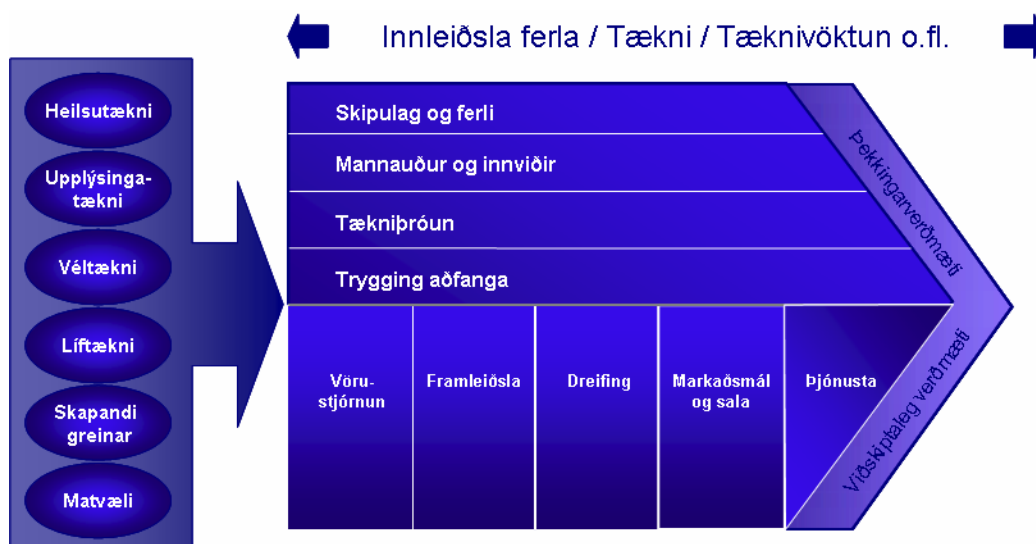 Innleiðsla ferla / Tækni / Tæknivöktun o.fl.
Heilsutækni
Upplýsinga-
tækni
Véltækni
Líftækni
Skapandi
greinar
Matvæli
Skipulag og ferli
Mannauður og innviðir
Tækniþróun
Trygging aðfanga
Vöru-
stjórnun
Framleiðsla
Dreifing
Markaðsmál
og sala
Þjónusta
Þekkingarverðmæti
Viðskiptaleg verðmæti